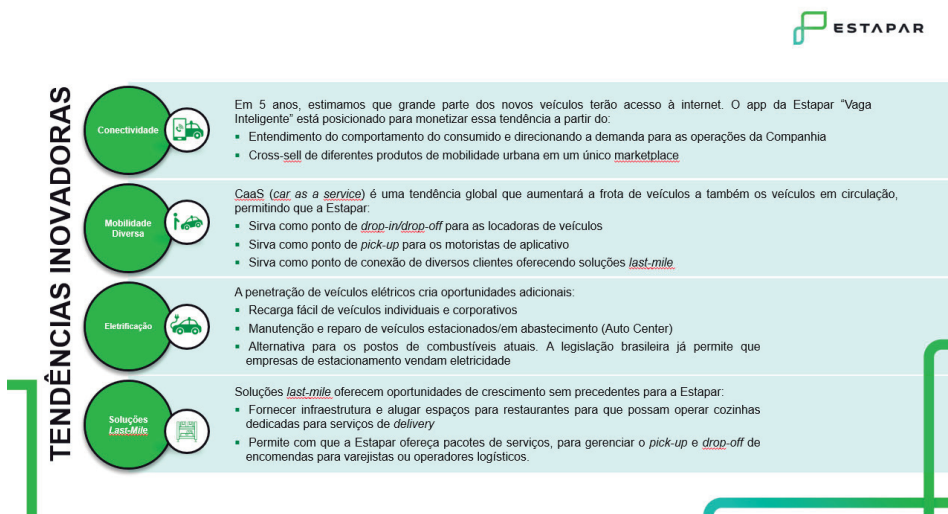 ESTAPAR
TENDÊNCIAS INOVADORAS
Conectividade
Em 5 anos, estimamos que grande parte dos novos veículos terão acesso à internet. O app da Estapar “Vaga
Inteligente” está posicionado para monetizar essa tendência a partir do:
▪ Entendimento do comportamento do consumido e direcionando a demanda para as operações da Companhia
▪ Cross-sell de diferentes produtos de mobilidade urbana em um único marketplace
Mobilidade
Diversa
CaaS (car as a service) é uma tendência global que aumentará a frota de veículos a também os veículos em circulação,
permitindo que a Estapar:
▪ Sirva como ponto de drop-in/drop-off para as locadoras de veículos
▪ Sirva como ponto de pick-up para os motoristas de aplicativo
▪ Sirva como ponto de conexão de diversos clientes oferecendo soluções last-mile
Eletrificação
A penetração de veículos elétricos cria oportunidades adicionais:
▪ Recarga fácil de veículos individuais e corporativos
▪ Manutenção e reparo de veículos estacionados/em abastecimento (Auto Center)
▪ Alternativa para os postos de combustíveis atuais. A legislação brasileira já permite que
empresas de estacionamento vendam eletricidade
Soluções
Last-Mile
Soluções last-mile oferecem oportunidades de crescimento sem precedentes para a Estapar:
▪ Fornecer infraestrutura e alugar espaços para restaurantes para que possam operar cozinhas
dedicadas para serviços de delivery
▪ Permite com que a Estapar ofereça pacotes de serviços, para gerenciar o pick-up e drop-off de
encomendas para varejistas ou operadores logísticos.